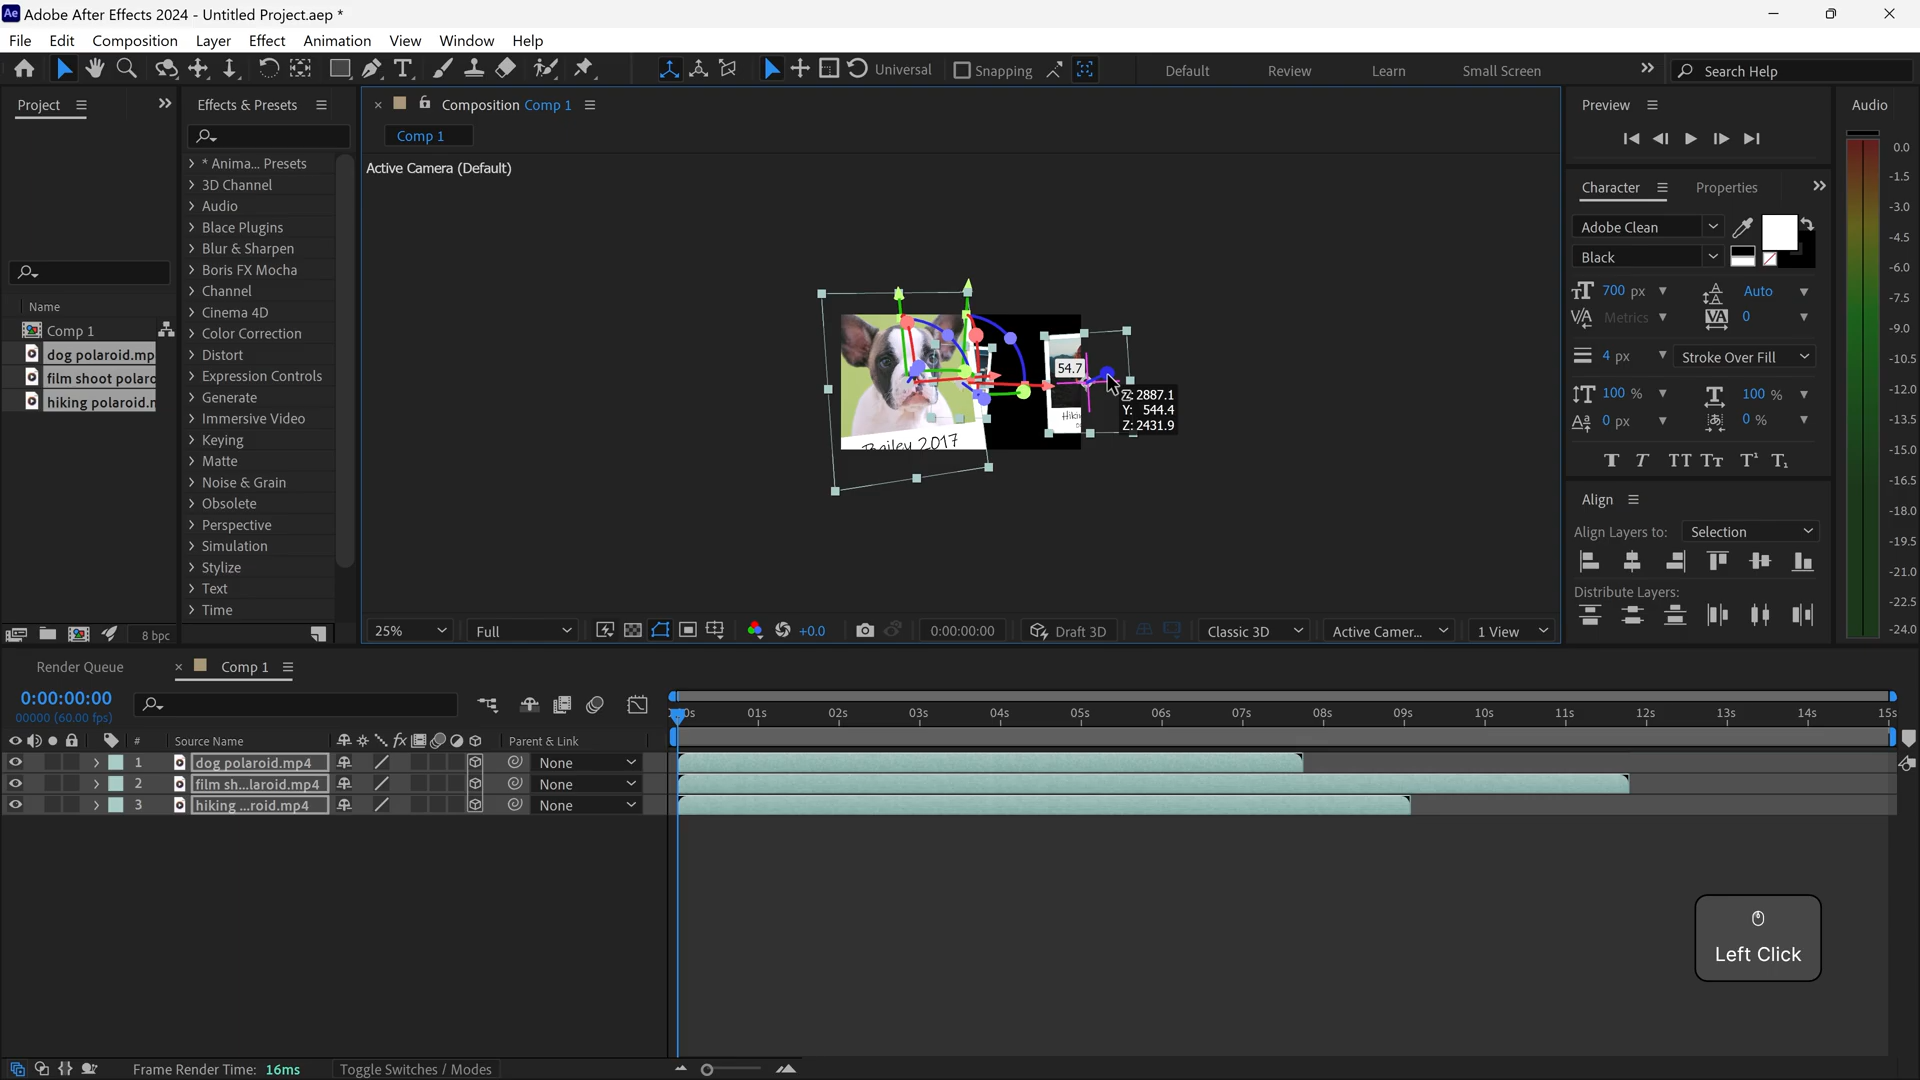 Ae Adobe After Effects 2024 - Untitled Project.aep *
File Edit Composition Layer Effect Animation View Window Help
Universal Snapping Default Review Learn Small Screen Search Help
Project Effects & Presets Composition Comp 1 Preview Audio
Comp 1
Active Camera (Default)
* Anima... Presets
3D Channel
Audio
Blace Plugins
Blur & Sharpen
Boris FX Mocha
Channel
Cinema 4D
Color Correction
Distort
Expression Controls
Generate
Immersive Video
Keying
Matte
Noise & Grain
Obsolete
Perspective
Simulation
Stylize
Text
Time
Name
Comp 1
dog polaroid.mp
film shoot polaro
hiking polaroid.n
8 bpc
Bailey 2017
54.7
2887.1
Y: 544.4
Z: 2431.9
25% Full +0.0 0:00:00:00 Draft 3D Classic 3D Active Camer... 1 View
Character Properties
Adobe Clean
Black
700 px Auto
Metrics 0
4 px Stroke Over Fill
100 % 100 %
0 px 0 %
T T TT Tt T¹ T₁
Align
Align Layers to: Selection
Distribute Layers:
0.0
-1.5
-3.0
-4.5
-6.0
-7.5
-9.0
-10.5
-12.0
-13.5
-15.0
-16.5
-18.0
-19.5
-21.0
-22.5
-24.0
Render Queue Comp 1
0:00:00:00
00000 (60.00 fps)
01s 02s 03s 04s 05s 06s 07s 08s 09s 10s 11s 12s 13s 14s 15s
# Source Name fx Parent & Link
1 dog polaroid.mp4 None
2 film sh...laroid.mp4 None
3 hiking ...roid.mp4 None
Left Click
Frame Render Time: 16ms Toggle Switches / Modes